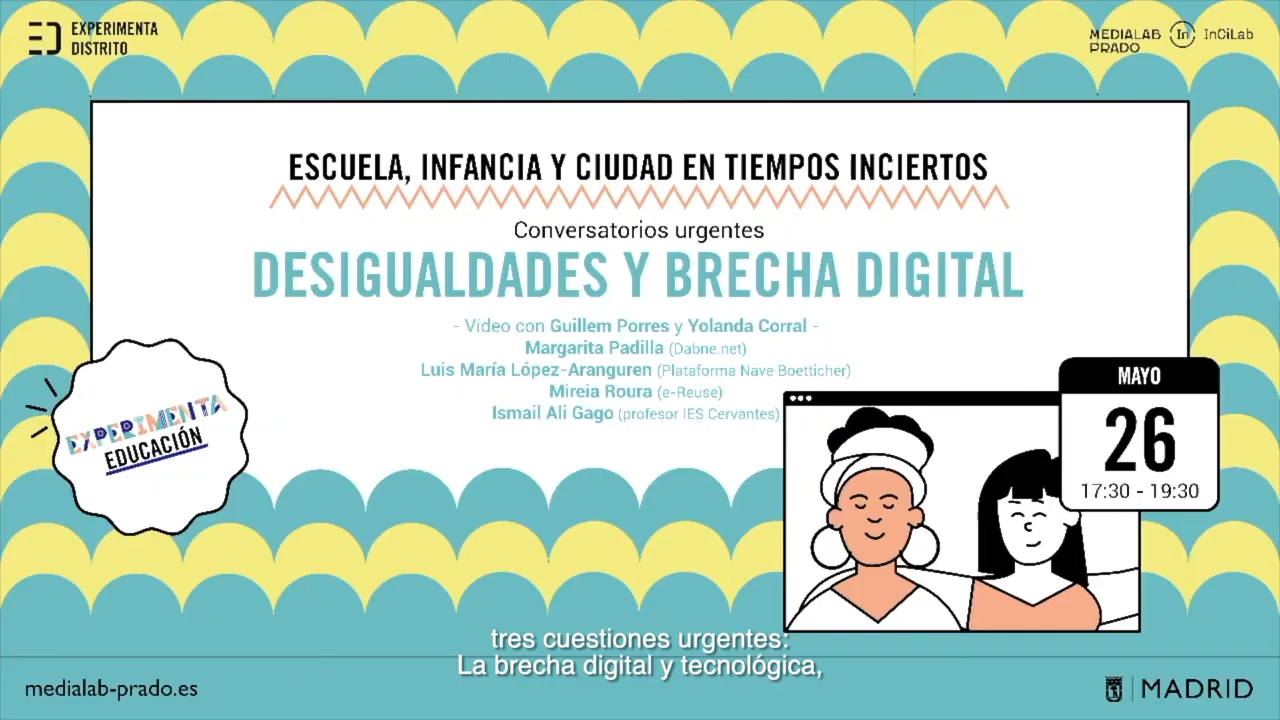 EXPERIMENTA
DISTRITO
MEDIALAB
PRADO
In
InCiLab
ESCUELA, INFANCIA Y CIUDAD EN TIEMPOS INCIERTOS
Conversatorios urgentes
DESIGUALDADES Y BRECHA DIGITAL
- Vídeo con Guillem Porres y Yolanda Corral -
Margarita Padilla (Dabne.net)
Luis María López-Aranguren (Plataforma Nave Boetticher)
Mireia Roura (e-Reuse)
Ismail Ali Gago (profesor IES Cervantes)
EXPERIMENTA
EDUCACIÓN
MAYO
26
17:30 - 19:30
tres cuestiones urgentes:
La brecha digital y tecnológica,
medialab-prado.es
MADRID